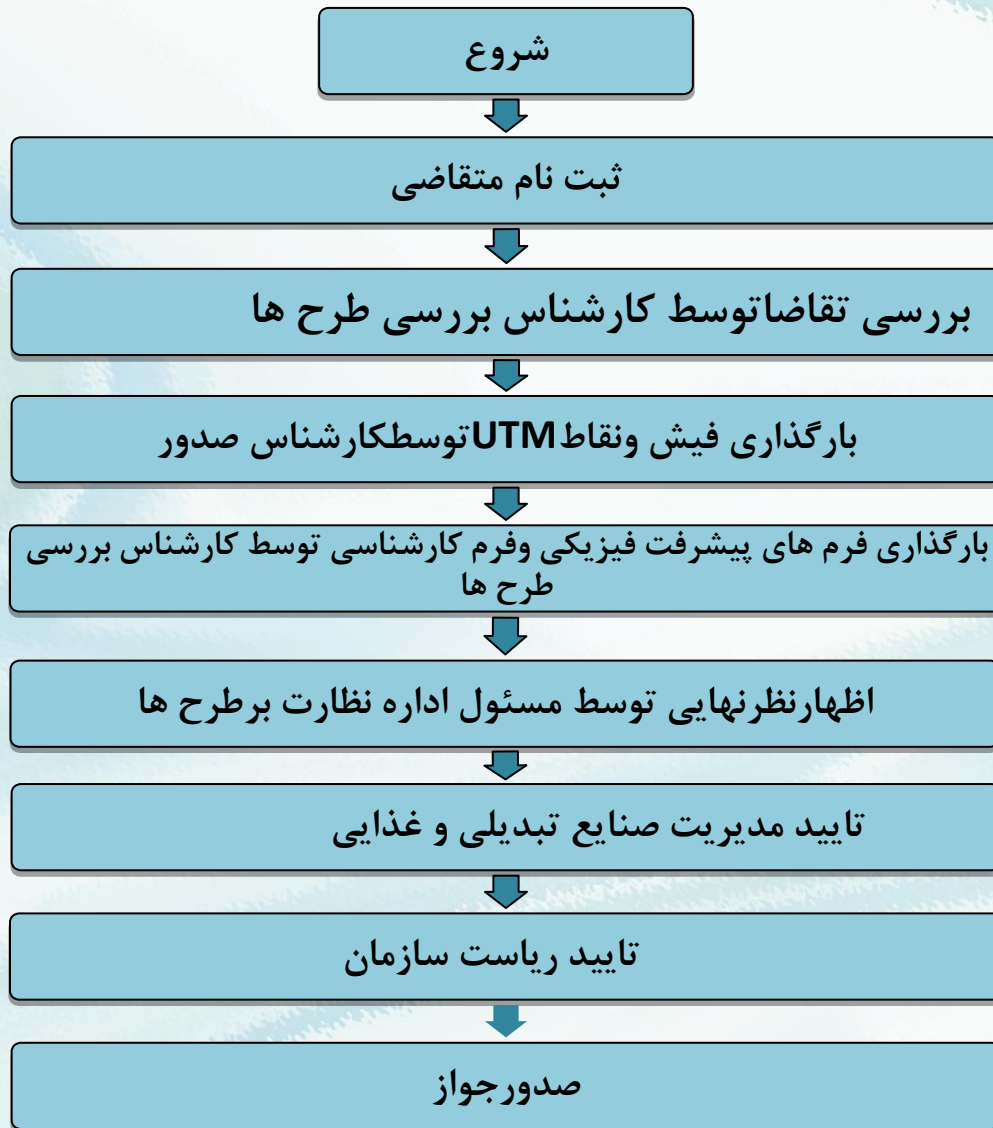 شروع
ثبت نام متقاضی
بررسی تقاضاتوسط کارشناس بررسی طرح ها
بارگذاری فیش ونقاطUTMتوسطکارشناس صدور
بارگذاری فرم های پیشرفت فیزیکی وفرم کارشناسی توسط کارشناس بررسی
طرح ها
اظهارنظرنهایی توسط مسئول اداره نظارت برطرح ها
تایید مدیریت صنایع تبدیلی و غذایی
تایید ریاست سازمان
صدورجواز